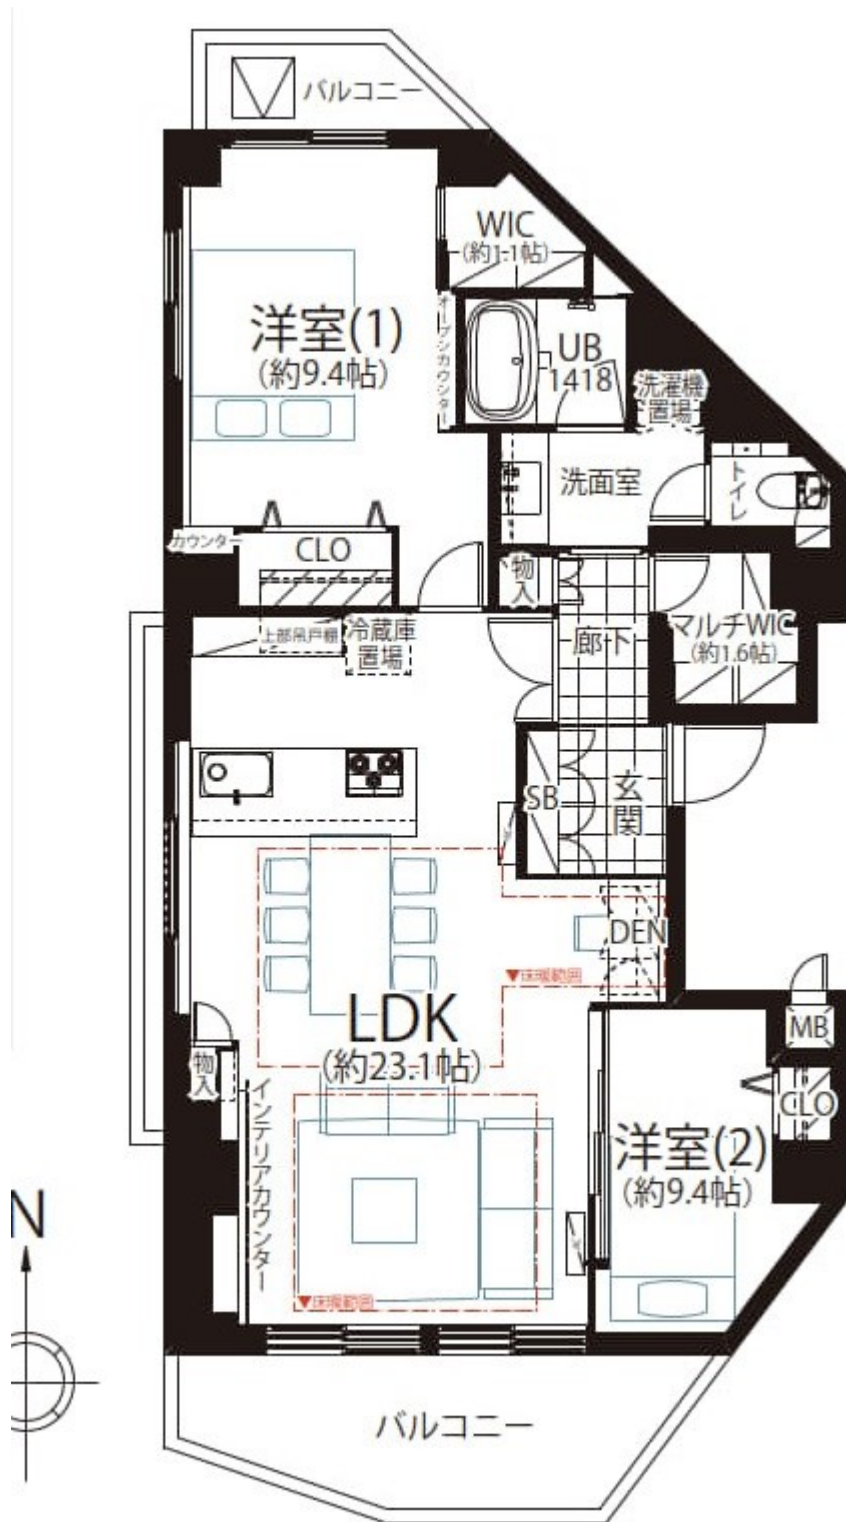 バルコニー
WIC
(約1.1帖)
洋室(1)
(約9.4帖)
オープンカウンター
UB
1418
洗濯機
置場
洗面室
トイレ
カウンター
CLO
物入
上部吊戸棚
冷蔵庫
置場
廊下
マルチWIC
(約1.6帖)
SB
玄関
DEN
▼床暖範囲
LDK
(約23.1帖)
MB
物入
CLO
インテリアカウンター
洋室(2)
(約9.4帖)
N
▼床暖範囲
バルコニー